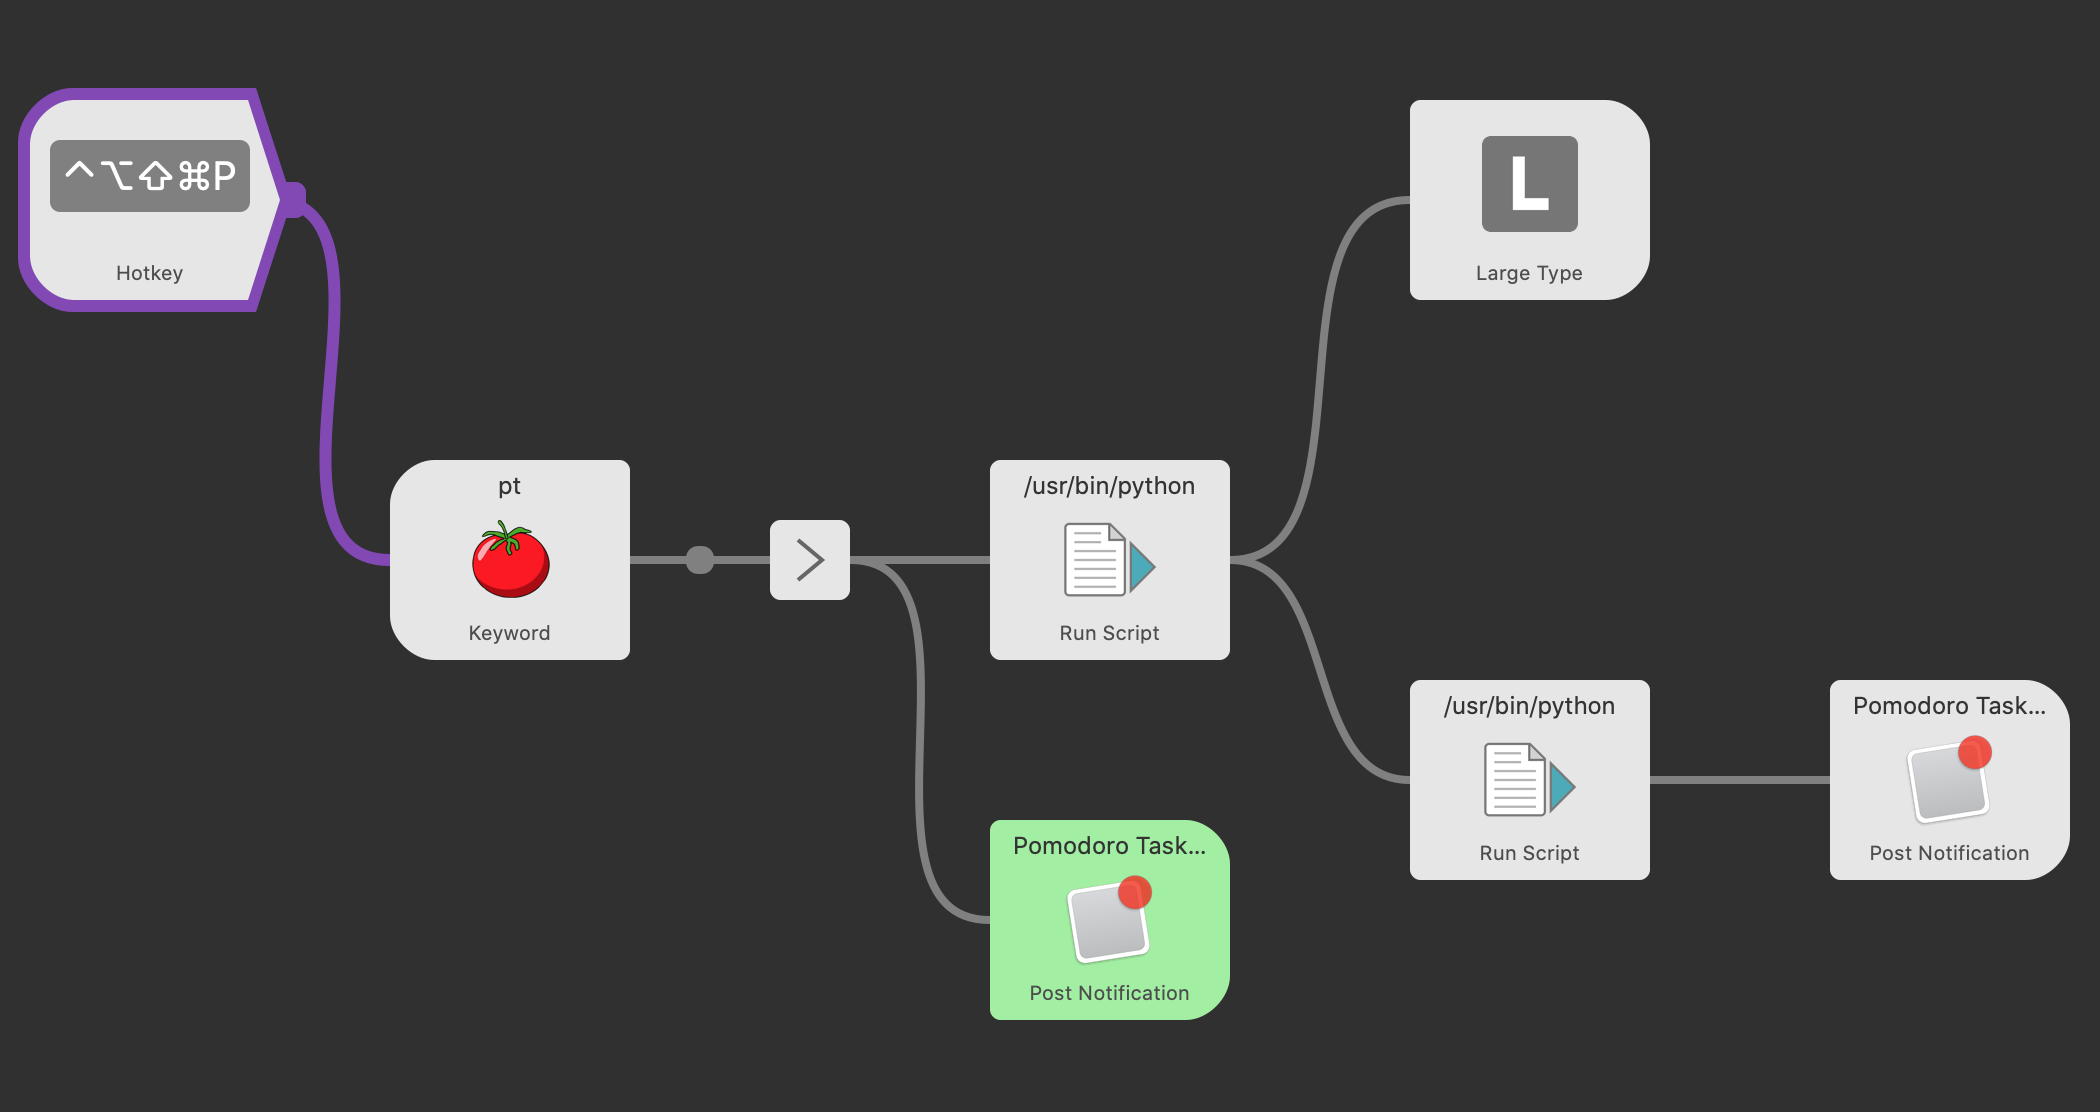 ^⌥⇧⌘P
Hotkey
L
Large Type
pt
Keyword
/usr/bin/python
Run Script
/usr/bin/python
Run Script
Pomodoro Task...
Post Notification
Pomodoro Task...
Post Notification